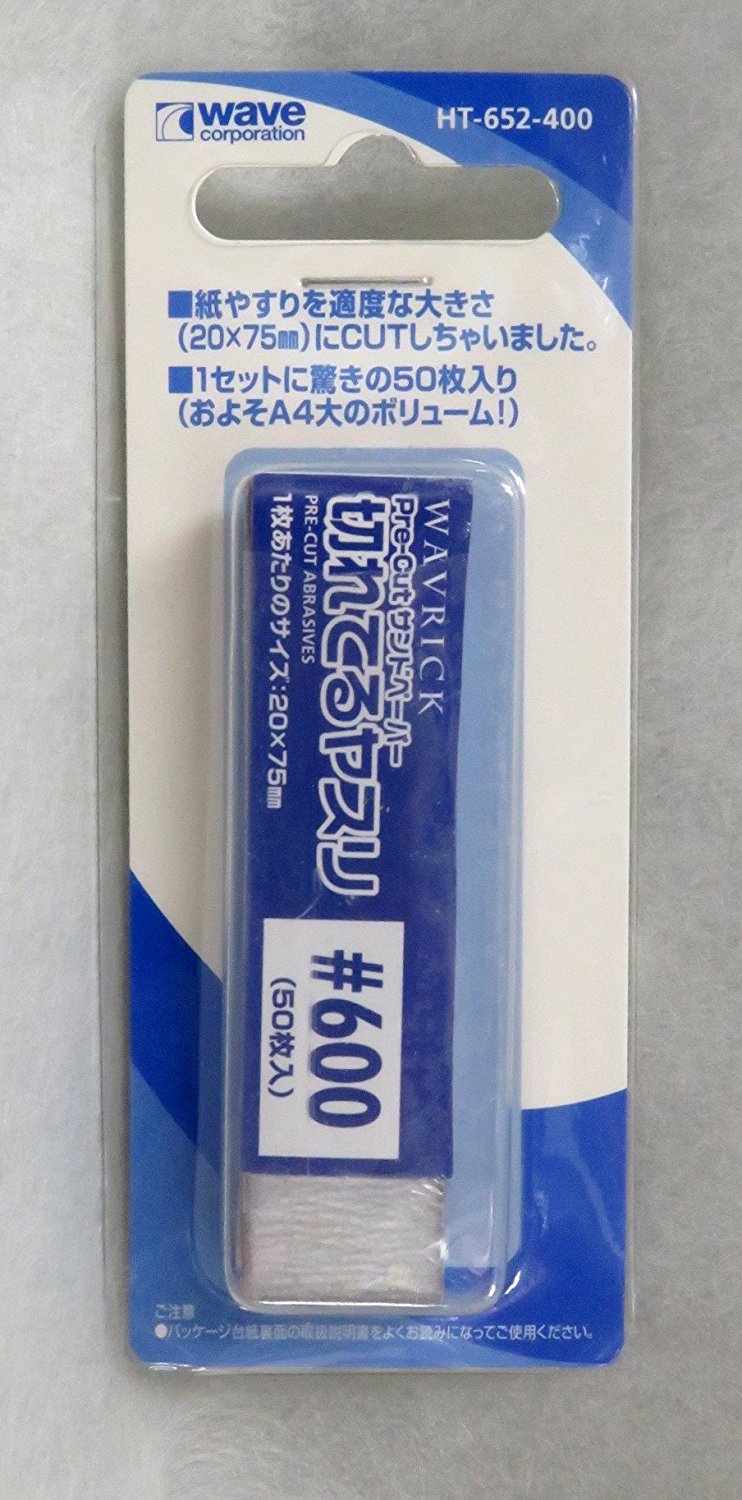 wave
corporation
HT-652-400
■紙やすりを適度な大きさ
(20×75㎜)にCUTしちゃいました。
■1セットに驚きの50枚入り
(およそA4大のボリューム!)
WAVRICK
Pre-Cutサンドペーパー
切れてるヤスリ
PRE-CUT ABRASIVES
1枚あたりのサイズ:20×75㎜
#600
(50枚入)
ご注意
●パッケージ台紙裏面の取扱説明書をよくお読みになってご使用ください。